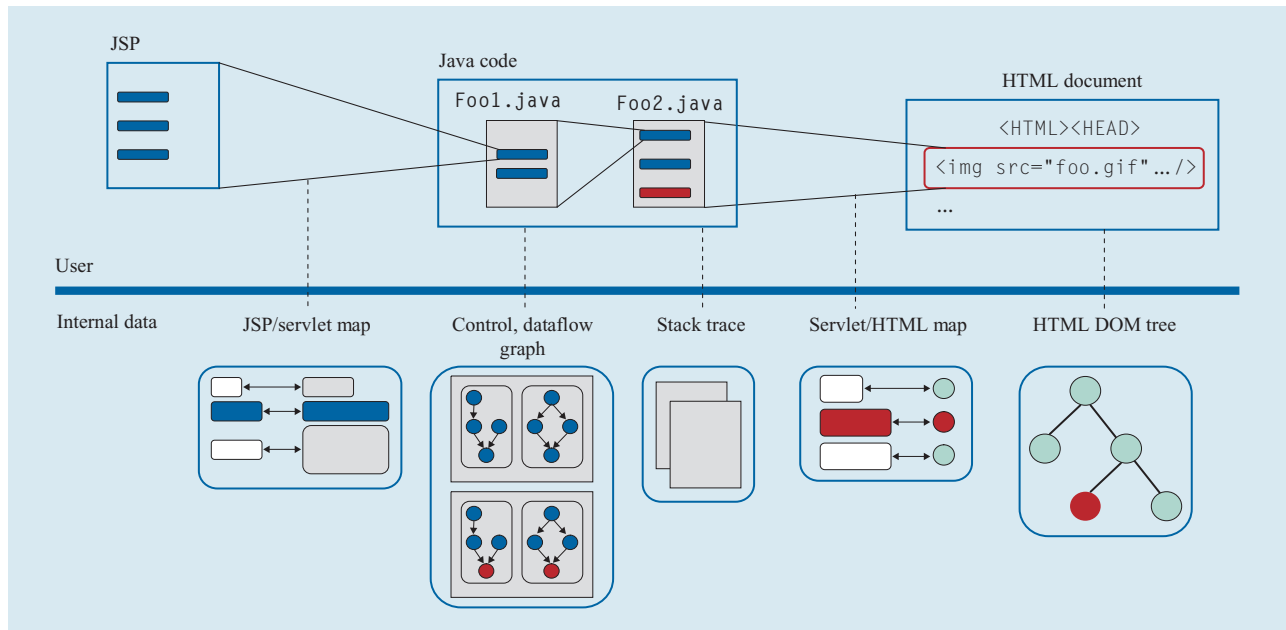 JSP
Java code
HTML document
Foo1.java
Foo2.java
<HTML><HEAD>
<img src="foo.gif"…/>
...
User
Internal data
JSP/servlet map
Control, dataflow
graph
Stack trace
Servlet/HTML map
HTML DOM tree